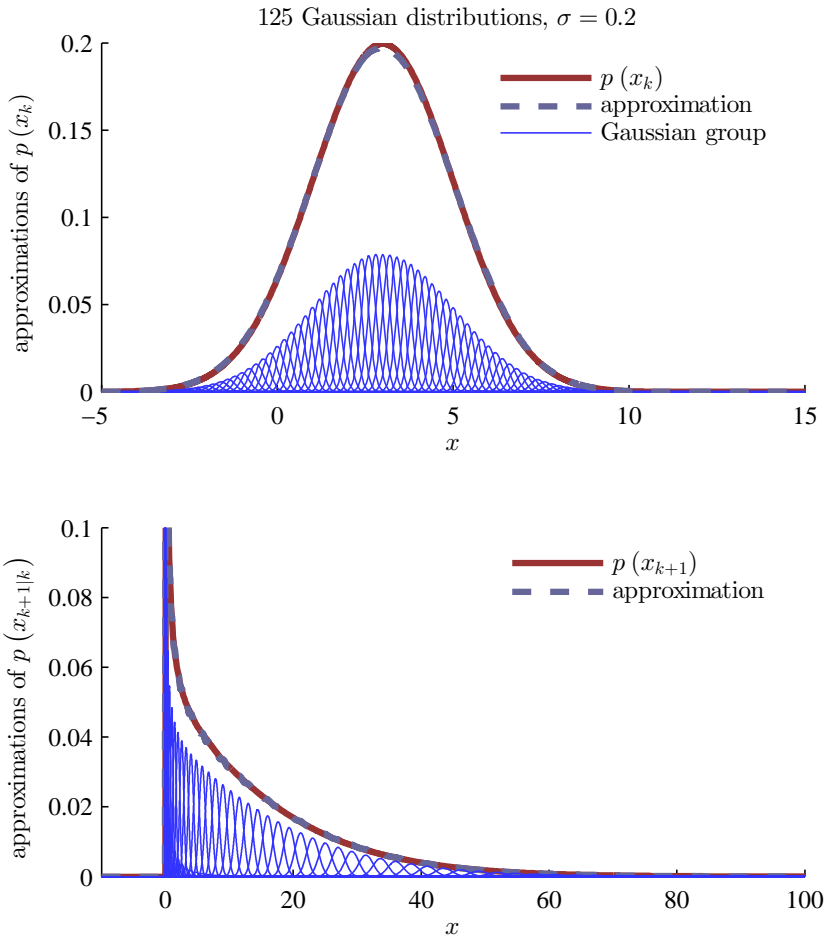 125 Gaussian distributions, σ = 0.2
approximations of p (x_k)
0.2
0.15
0.1
0.05
0
p (x_k)
approximation
Gaussian group
−5
0
5
10
15
x
approximations of p (x_{k+1|k})
0.1
0.08
0.06
0.04
0.02
0
p (x_{k+1})
approximation
0
20
40
60
80
100
x